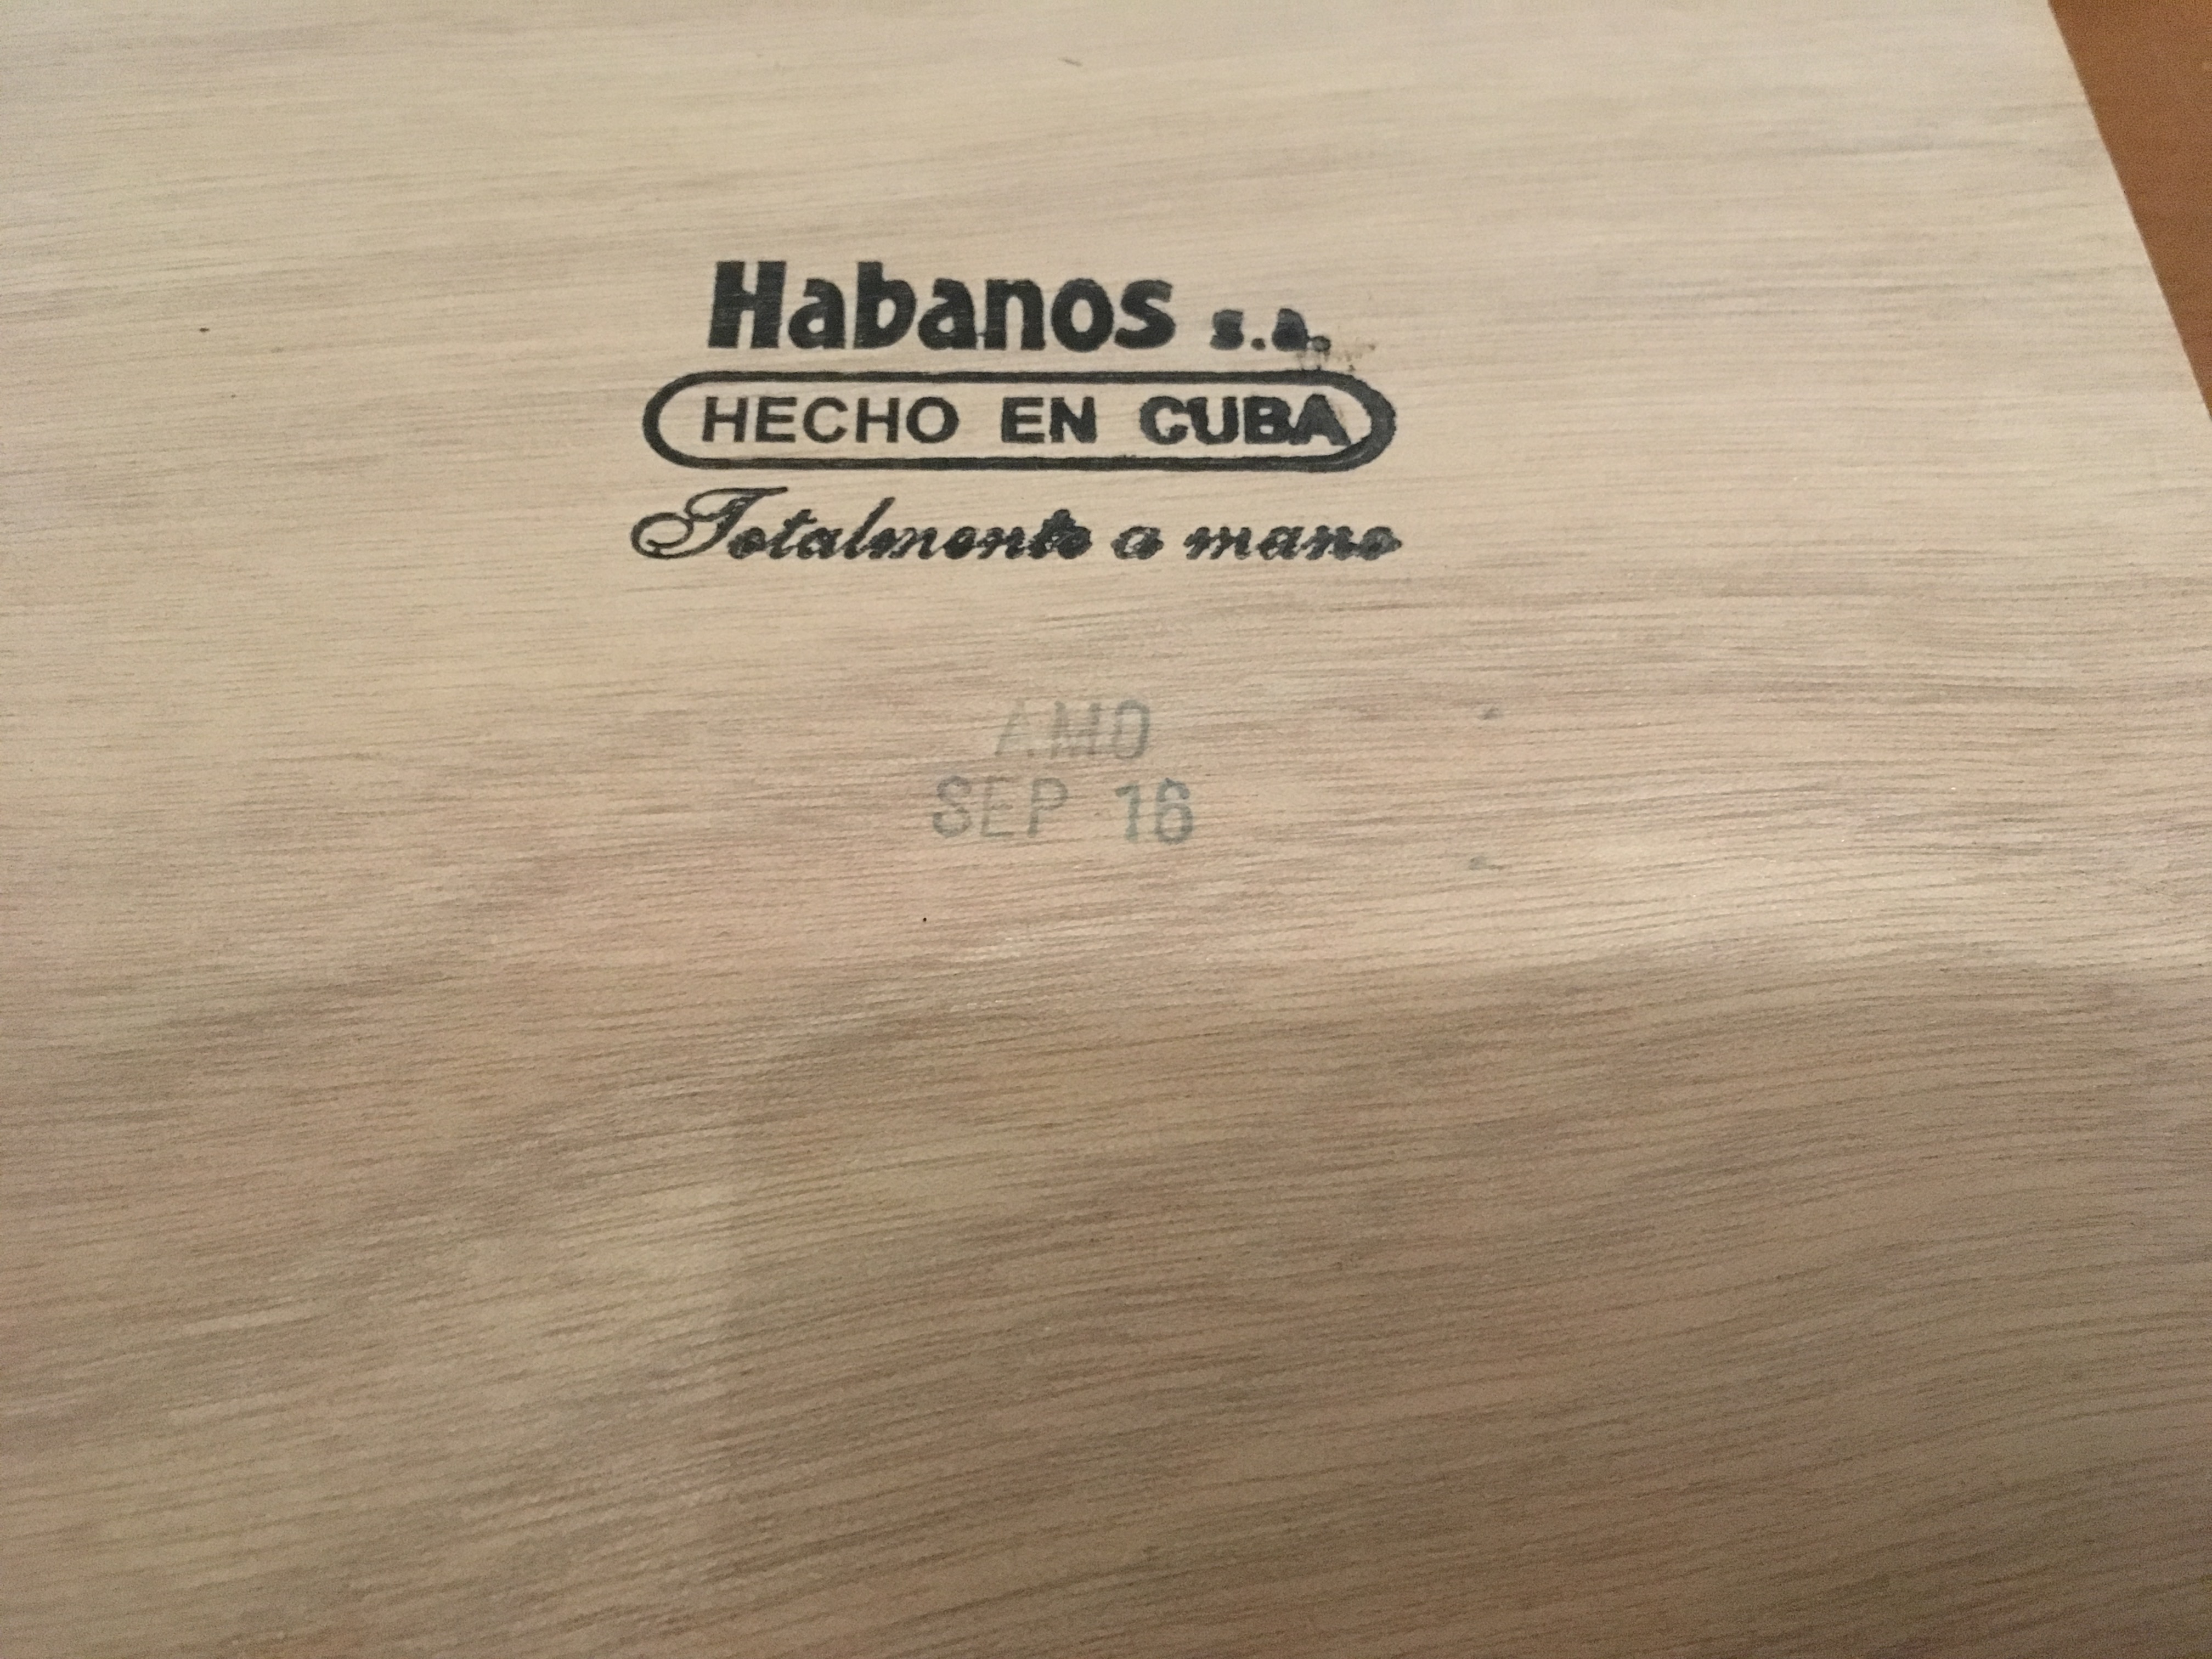 Habanos s.a.
HECHO EN CUBA
Totalmente a mano
AMO
SEP 16